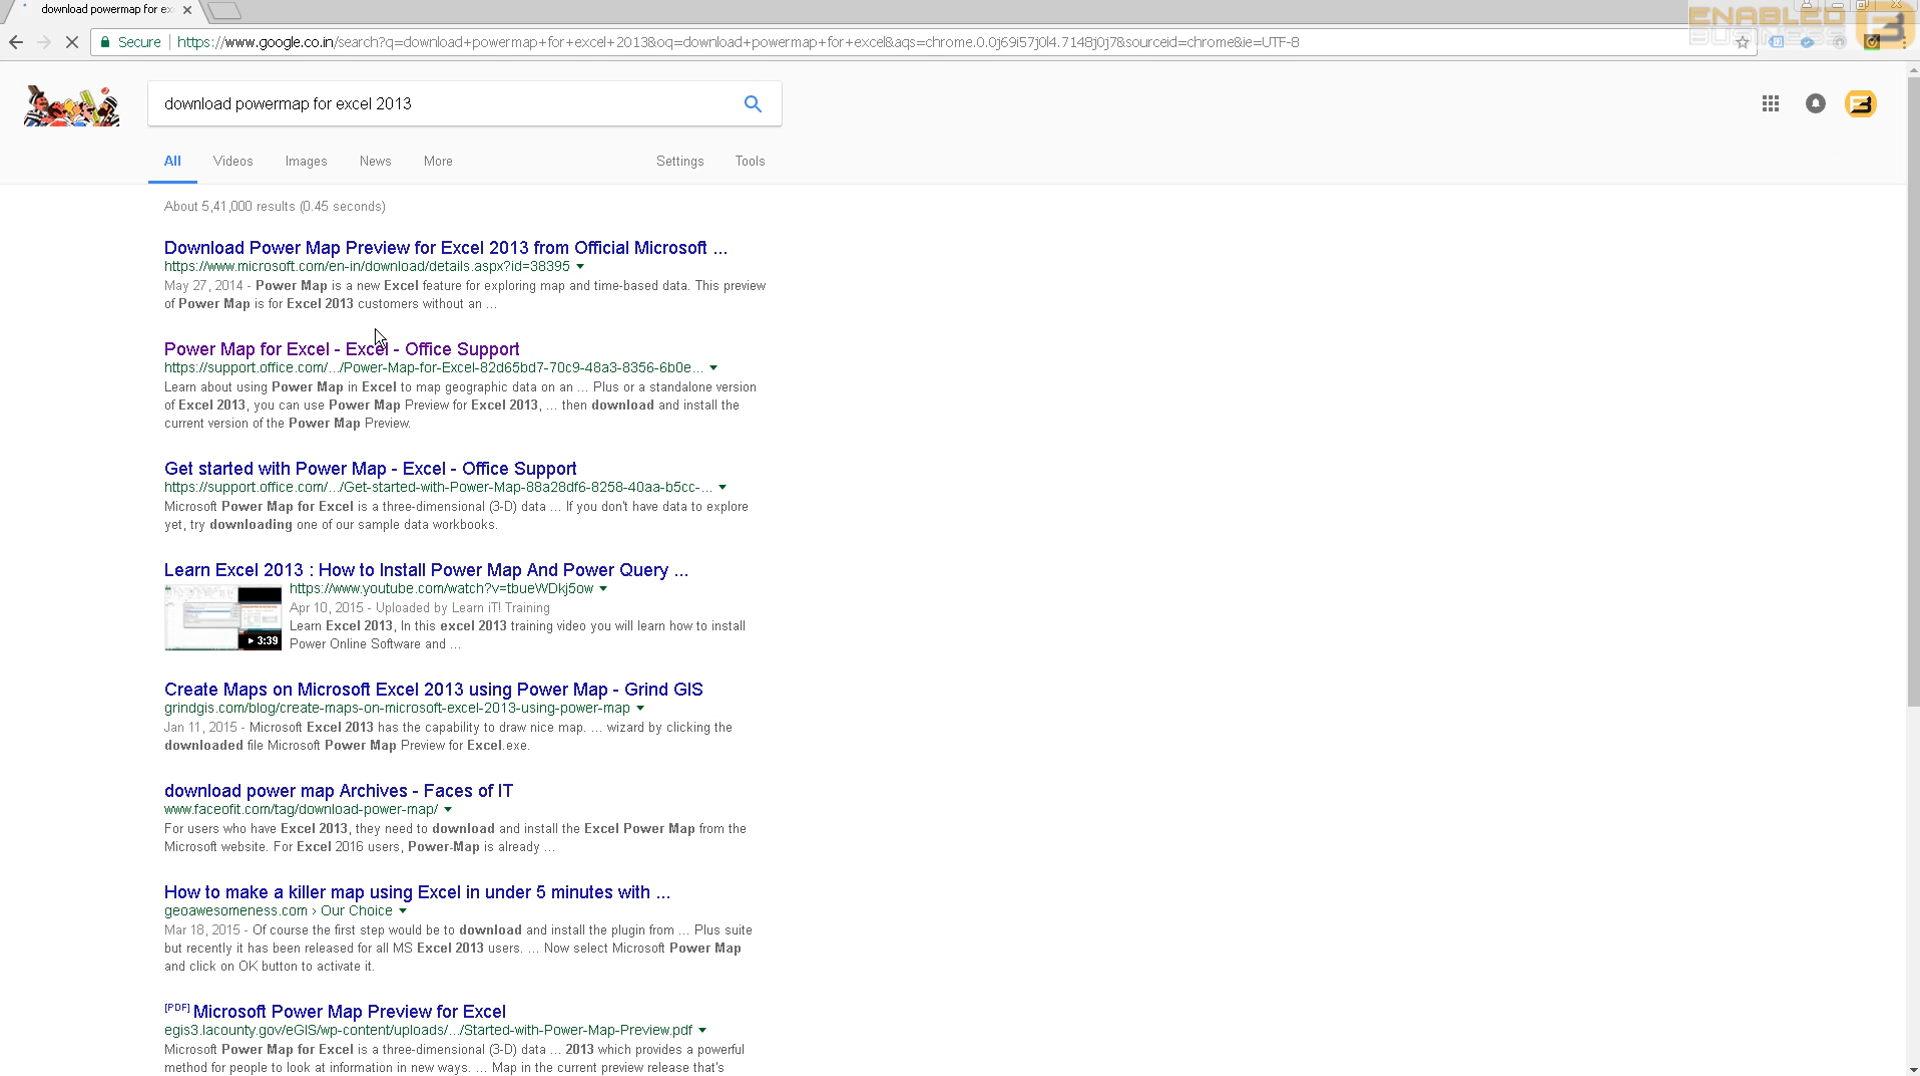 download powermap for ex
ENABLED
BUSINESS
Secure
https://www.google.co.in/search?q=download+powermap+for+excel+2013&oq=download+powermap+for+excel&aqs=chrome.0.0j69i57j0l4.7148j0j7&sourceid=chrome&ie=UTF-8
download powermap for excel 2013
All Videos Images News More Settings Tools
About 5,41,000 results (0.45 seconds)
Download Power Map Preview for Excel 2013 from Official Microsoft ...
https://www.microsoft.com/en-in/download/details.aspx?id=38395
May 27, 2014 - Power Map is a new Excel feature for exploring map and time-based data. This preview
of Power Map is for Excel 2013 customers without an ...
Power Map for Excel - Excel - Office Support
https://support.office.com/.../Power-Map-for-Excel-82d65bd7-70c9-48a3-8356-6b0e...
Learn about using Power Map in Excel to map geographic data on an ... Plus or a standalone version
of Excel 2013, you can use Power Map Preview for Excel 2013, ... then download and install the
current version of the Power Map Preview.
Get started with Power Map - Excel - Office Support
https://support.office.com/.../Get-started-with-Power-Map-88a28df6-8258-40aa-b5cc-...
Microsoft Power Map for Excel is a three-dimensional (3-D) data ... If you don't have data to explore
yet, try downloading one of our sample data workbooks.
Learn Excel 2013 : How to Install Power Map And Power Query ...
https://www.youtube.com/watch?v=tbueWDkj5ow
Apr 10, 2015 - Uploaded by Learn iT! Training
Learn Excel 2013, In this excel 2013 training video you will learn how to install
Power Online Software and ...
3:39
Create Maps on Microsoft Excel 2013 using Power Map - Grind GIS
grindgis.com/blog/create-maps-on-microsoft-excel-2013-using-power-map
Jan 11, 2015 - Microsoft Excel 2013 has the capability to draw nice map. ... wizard by clicking the
downloaded file Microsoft Power Map Preview for Excel.exe.
download power map Archives - Faces of IT
www.faceofit.com/tag/download-power-map/
For users who have Excel 2013, they need to download and install the Excel Power Map from the
Microsoft website. For Excel 2016 users, Power-Map is already ...
How to make a killer map using Excel in under 5 minutes with ...
geoawesomeness.com › Our Choice
Mar 18, 2015 - Of course the first step would be to download and install the plugin from ... Plus suite
but recently it has been released for all MS Excel 2013 users. ... Now select Microsoft Power Map
and click on OK button to activate it.
[PDF] Microsoft Power Map Preview for Excel
egis3.lacounty.gov/eGIS/wp-content/uploads/.../Started-with-Power-Map-Preview.pdf
Microsoft Power Map for Excel is a three-dimensional (3-D) data ... 2013 which provides a powerful
method for people to look at information in new ways. ... Map in the current preview release that's